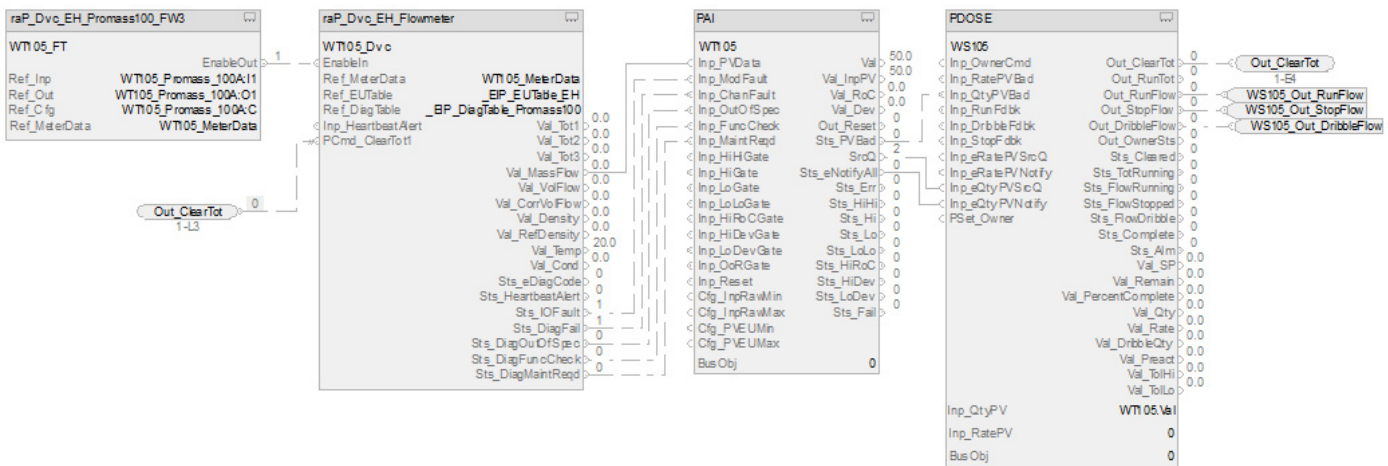 raP_Dvc_EH_Promass100_FW3
WT105_FT
EnableOut 1
Ref_Inp WT105_Promass_100A:I1
Ref_Out WT105_Promass_100A:O1
Ref_Cfg WT105_Promass_100A:C
Ref_MeterData WT105_MeterData
Out_ClearTot 0
1-L3
raP_Dvc_EH_Flowmeter
WT105_Dvc
EnableIn
Ref_MeterData WT105_MeterData
Ref_EUTable _EIP_EUTable_EH
Ref_DiagTable _EIP_DiagTable_Promass100
Inp_HeartbeatAlert
Val_Tot1 0.0
PCmd_ClearTot1
Val_Tot2 0.0
Val_Tot3 0.0
Val_MassFlow 0.0
Val_VolFlow 0.0
Val_CorrVolFlow 0.0
Val_Density 0.0
Val_RefDensity 0.0
Val_Temp 20.0
Val_Cond 0.0
Sts_eDiagCode 0
Sts_HeartbeatAlert 0
Sts_IOFault 1
Sts_DiagFail 1
Sts_DiagOutOfSpec 0
Sts_DiagFuncCheck 0
Sts_DiagMaintReqd 0
PAI
WT105
Inp_PVData Val 50.0
Inp_ModFault Val_InpPV 50.0
Inp_ChanFault Val_RoC 0.0
Inp_OutOfSpec Val_Dev 0.0
Inp_FuncCheck Out_Reset 0
Inp_MaintReqd Sts_PVBad 0
Inp_HiHiGate SrcQ 2
Inp_HiGate Sts_eNotifyAll 0
Inp_LoGate Sts_Err 0
Inp_LoLoGate Sts_HiHi 0
Inp_HiRoCGate Sts_Hi 0
Inp_HiDevGate Sts_Lo 0
Inp_LoDevGate Sts_LoLo 0
Inp_OoRGate Sts_HiRoC 0
Inp_Reset Sts_HiDev 0
Cfg_InpRawMin Sts_LoDev 0
Cfg_InpRawMax Sts_Fail 0
Cfg_PVEUMin
Cfg_PVEUMax
BusObj 0
PDOSE
WS105
Inp_OwnerCmd Out_ClearTot 0
Inp_RatePVBad Out_RunTot 0
Inp_QtyPVBad Out_RunFlow 0
Inp_RunFdbk Out_StopFlow 0
Inp_DribbleFdbk Out_DribbleFlow 0
Inp_StopFdbk Out_OwnerSts 0
Inp_eRatePVSrcQ Sts_Cleared 0
Inp_eRatePVNotify Sts_TotRunning 0
Inp_eQtyPVSrcQ Sts_FlowRunning 0
Inp_eQtyPVNotify Sts_FlowStopped 0
PSet_Owner Sts_FlowDribble 0
Sts_Complete 0
Sts_Alm 0
Val_SP 0.0
Val_Remain 0.0
Val_PercentComplete 0.0
Val_Qty 0.0
Val_Rate 0.0
Val_DribbleQty 0.0
Val_Preact 0.0
Val_TolHi 0.0
Val_TolLo 0.0
Inp_QtyPV WT105.Val
Inp_RatePV 0
BusObj 0
Out_ClearTot
1-E4
WS105_Out_RunFlow
WS105_Out_StopFlow
WS105_Out_DribbleFlow